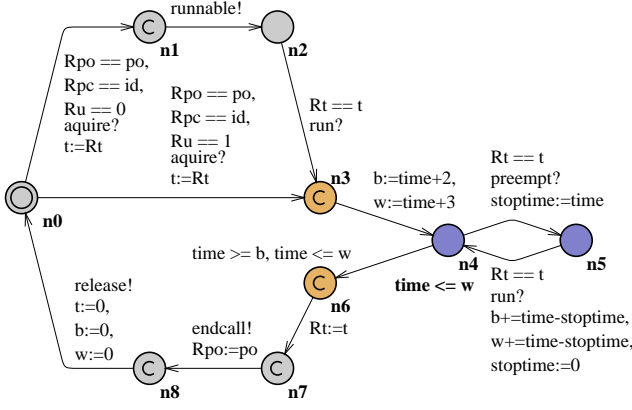 runnable!
C
n1
n2
Rpo == po,
Rpc == id,
Ru == 0
aquire?
t:=Rt
Rpo == po,
Rpc == id,
Ru == 1
aquire?
t:=Rt
Rt == t
run?
n0
C
n3
b:=time+2,
w:=time+3
Rt == t
preempt?
stoptime:=time
n4
n5
time >= b, time <= w
time <= w
C
n6
Rt == t
run?
b+=time-stoptime,
w+=time-stoptime,
stoptime:=0
release!
t:=0,
b:=0,
w:=0
endcall!
Rpo:=po
Rt:=t
C
n8
C
n7